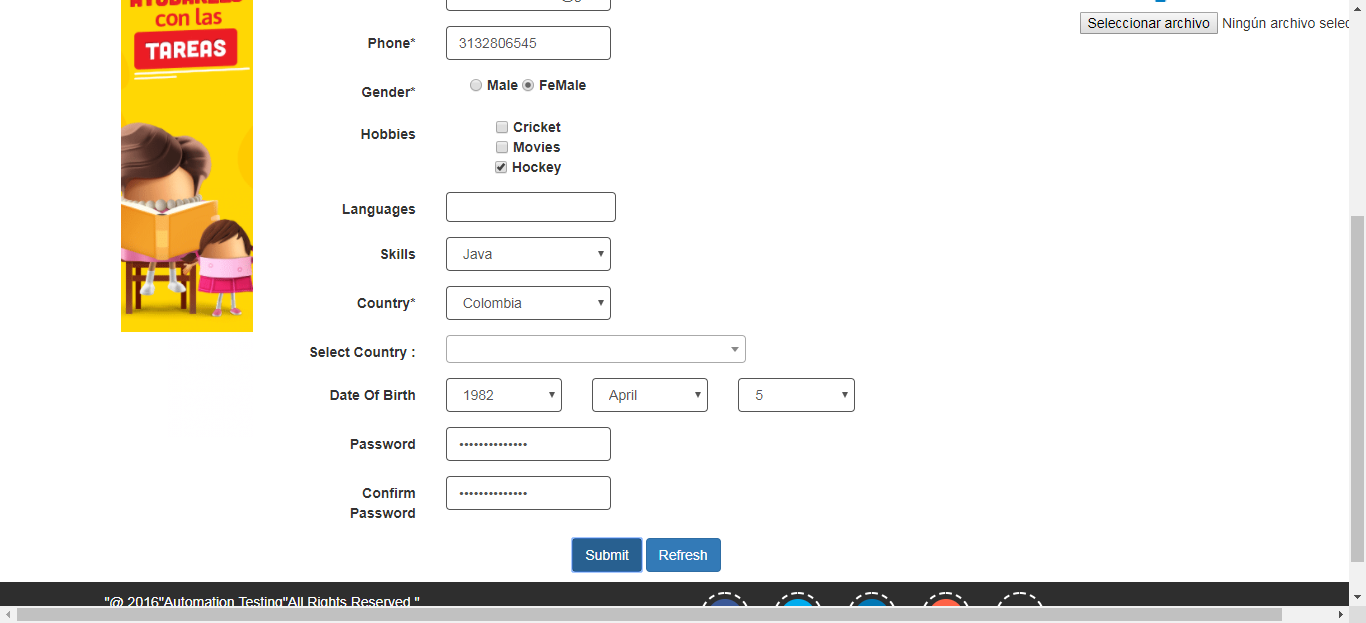 con las
TAREAS
Seleccionar archivo Ningún archivo selec
Phone*
3132806545
Gender*
Male FeMale
Hobbies
Cricket
Movies
Hockey
Languages
Skills
Java
Country*
Colombia
Select Country :
Date Of Birth
1982 April 5
Password
••••••••••••••
Confirm
Password
••••••••••••••
Submit Refresh
"@ 2016"Automation Testing"All Rights Reserved."